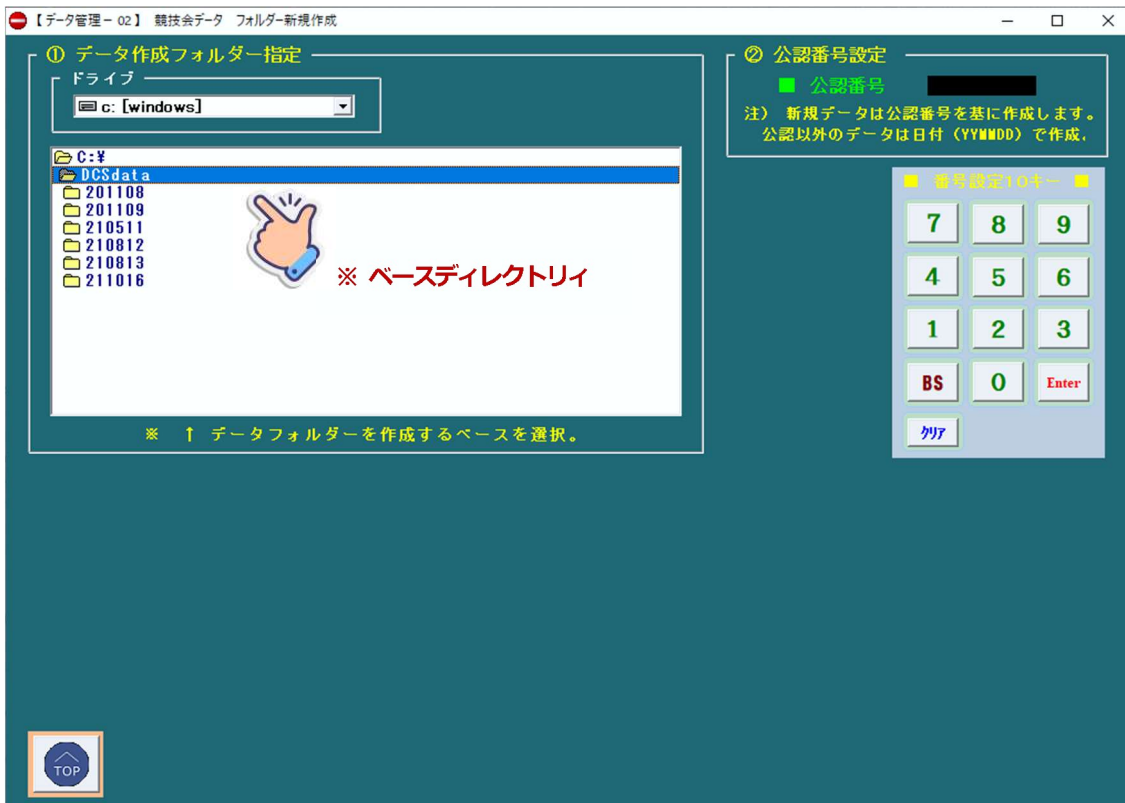 【データ管理－02】 競技会データ フォルダー新規作成
① データ作成フォルダー指定
ドライブ
c: [windows]
C:¥
DCSdata
201108
201109
210511
210812
210813
211016
※ ベースディレクトリィ
※ ↑ データフォルダーを作成するベースを選択。
② 公認番号設定
■ 公認番号
注） 新規データは公認番号を基に作成します。
公認以外のデータは日付（YYMMDD）で作成.
■ 番号設定10キー ■
7 8 9
4 5 6
1 2 3
BS 0 Enter
ｸﾘｱ
TOP